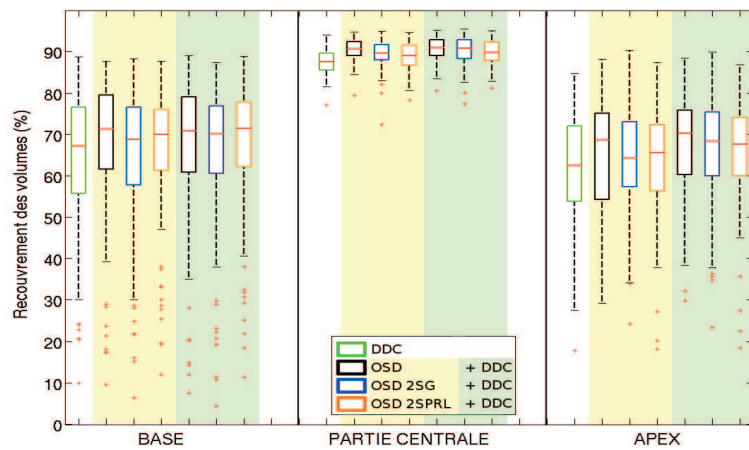 Recouvrement des volumes (%)
90
80
70
60
50
40
30
20
10
0
DDC
OSD + DDC
OSD 2SG + DDC
OSD 2SPRL + DDC
BASE
PARTIE CENTRALE
APEX